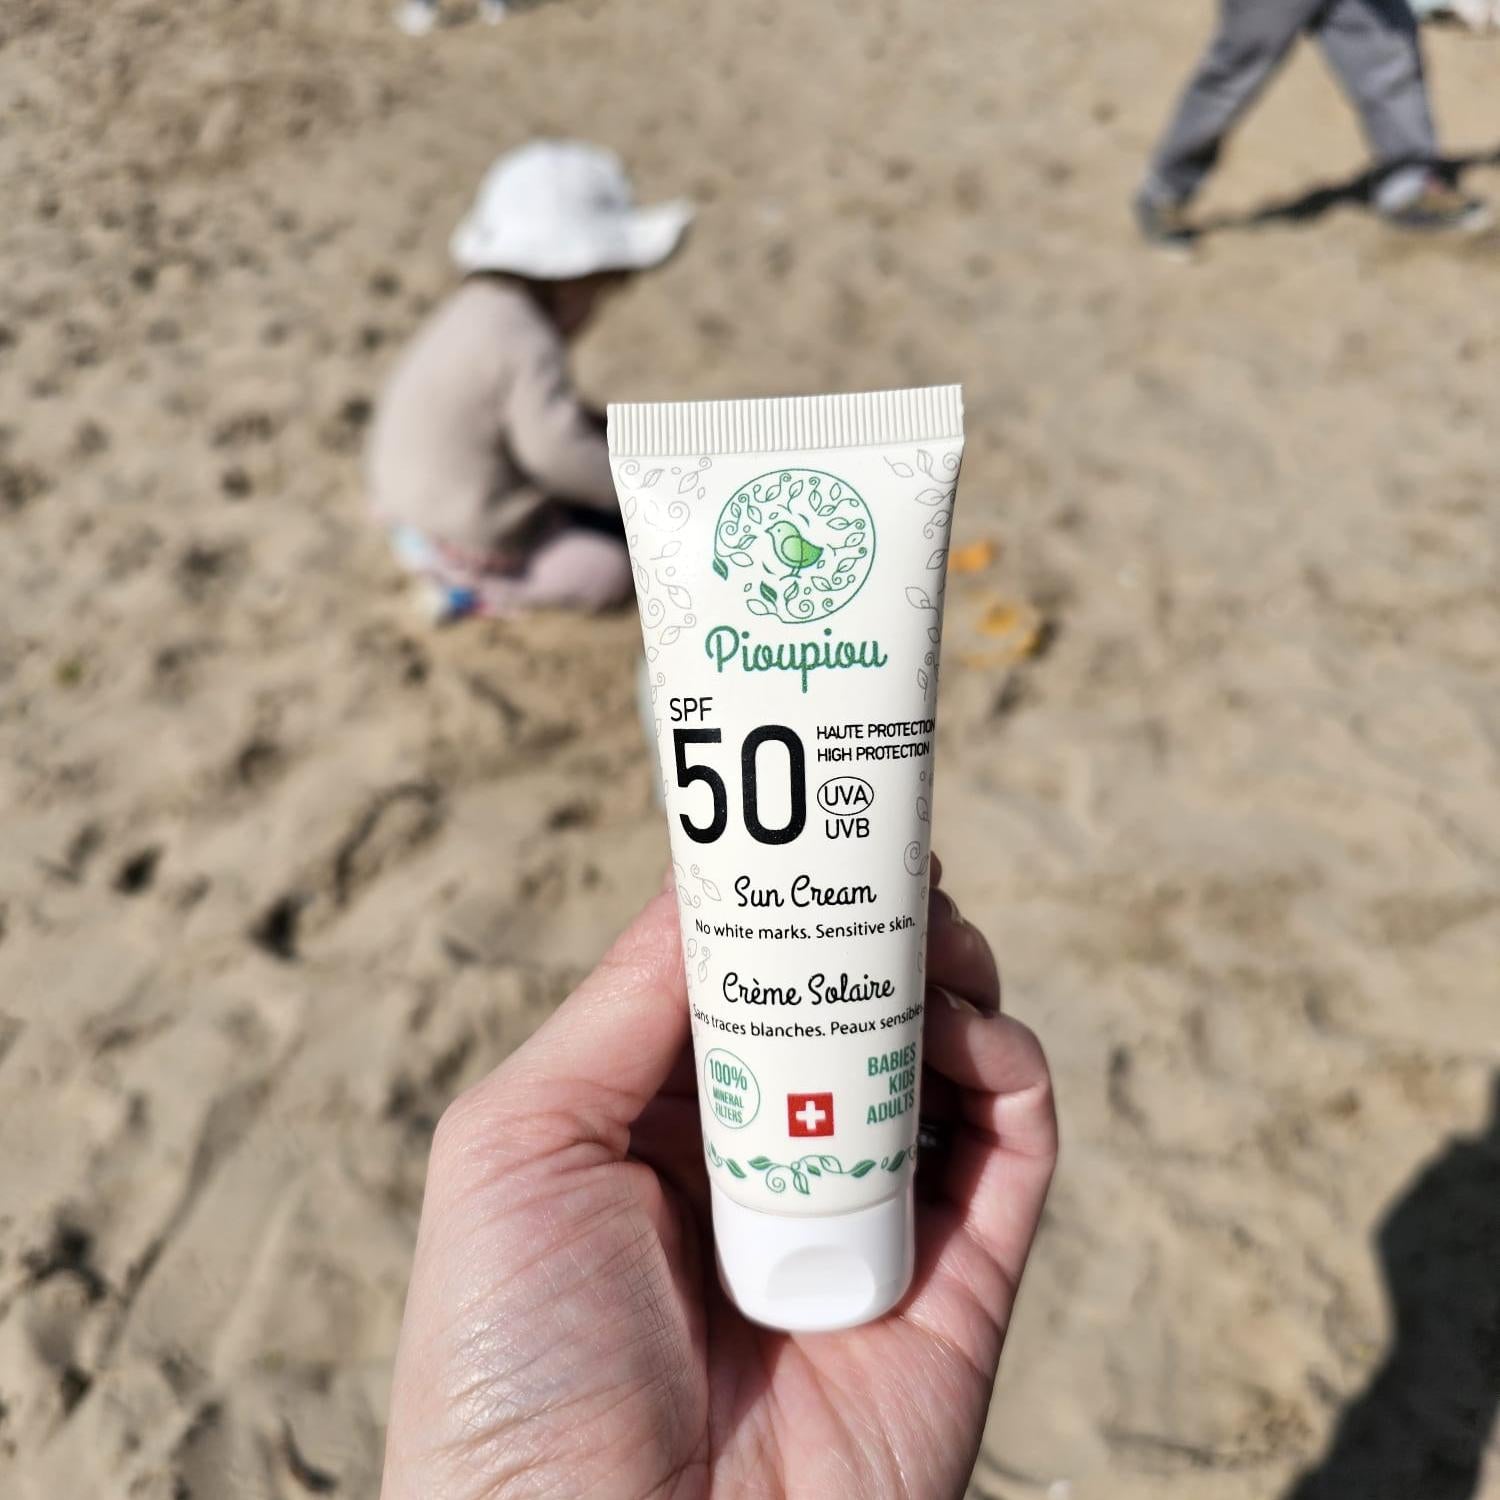 Pioupiou
SPF
50
HAUTE PROTECTION
HIGH PROTECTION
UVA
UVB
Sun Cream
No white marks. Sensitive skin.
Crème Solaire
Sans traces blanches. Peaux sensibles.
100%
MINERAL
FILTERS
BABIES
KIDS
ADULTS